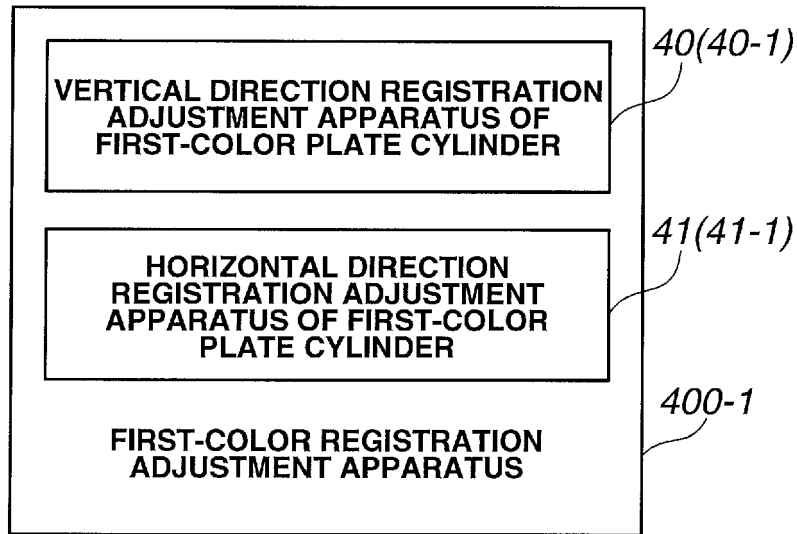 VERTICAL DIRECTION REGISTRATION
ADJUSTMENT APPARATUS OF
FIRST-COLOR PLATE CYLINDER
40(40-1)
HORIZONTAL DIRECTION
REGISTRATION ADJUSTMENT
APPARATUS OF FIRST-COLOR
PLATE CYLINDER
41(41-1)
FIRST-COLOR REGISTRATION
ADJUSTMENT APPARATUS
400-1